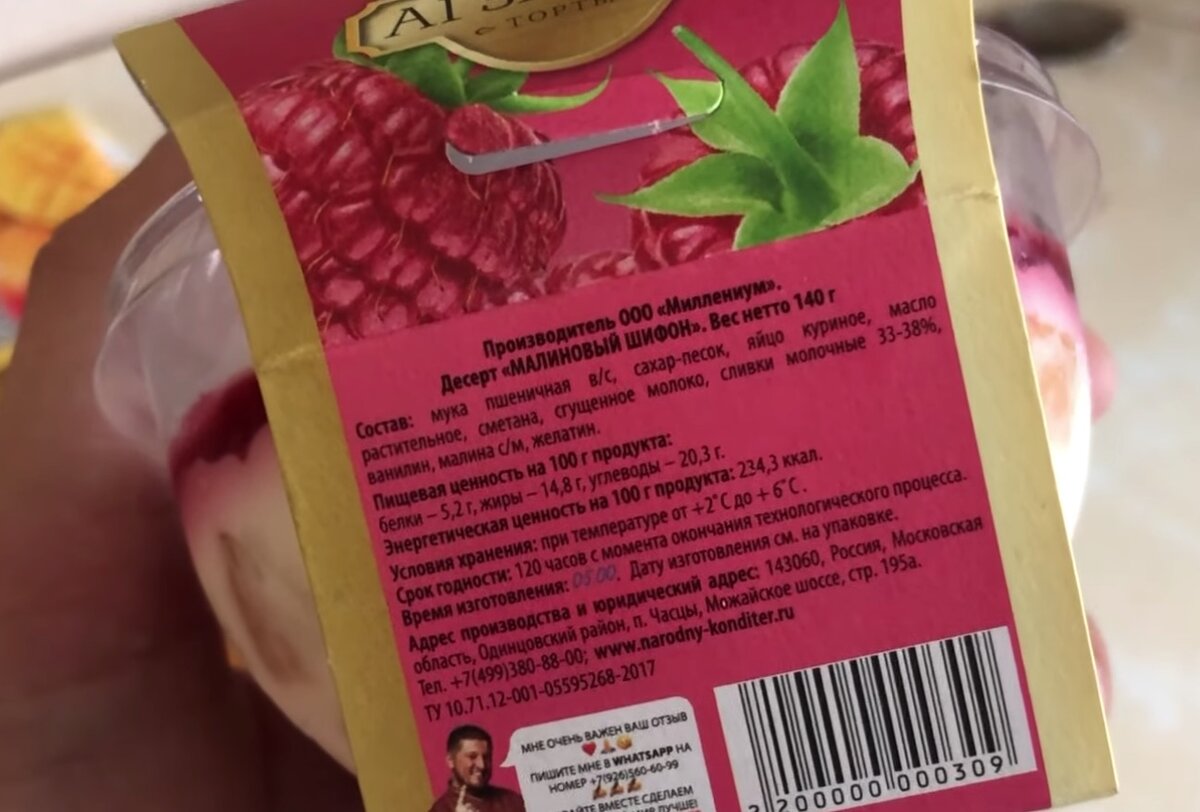 с ТОРТЫ
Производитель ООО «Миллениум».
Десерт «МАЛИНОВЫЙ ШИФОН». Вес нетто 140 г
Состав: мука пшеничная в/с, сахар-песок, яйцо куриное, масло
растительное, сметана, сгущенное молоко, сливки молочные 33-38%,
ванилин, малина с/м, желатин.
Пищевая ценность на 100 г продукта:
белки – 5,2 г, жиры – 14,8 г, углеводы – 20,3 г.
Энергетическая ценность на 100 г продукта: 234,3 ккал.
Условия хранения: при температуре от +2°С до + 6°С.
Срок годности: 120 часов с момента окончания технологического процесса.
Время изготовления: 05:00. Дату изготовления см. на упаковке.
Адрес производства и юридический адрес: 143060, Россия, Московская
область, Одинцовский район, п. Часцы, Можайское шоссе, стр. 195а.
Тел. +7(499)380-88-00; www.narodny-konditer.ru
ТУ 10.71.12-001-05595268-2017
МНЕ ОЧЕНЬ ВАЖЕН ВАШ ОТЗЫВ
ПИШИТЕ МНЕ В WHATSAPP НА
НОМЕР +7(926)560-60-99
ВМЕСТЕ СДЕЛАЕМ
ЛУЧШЕ!
2 200000 000309